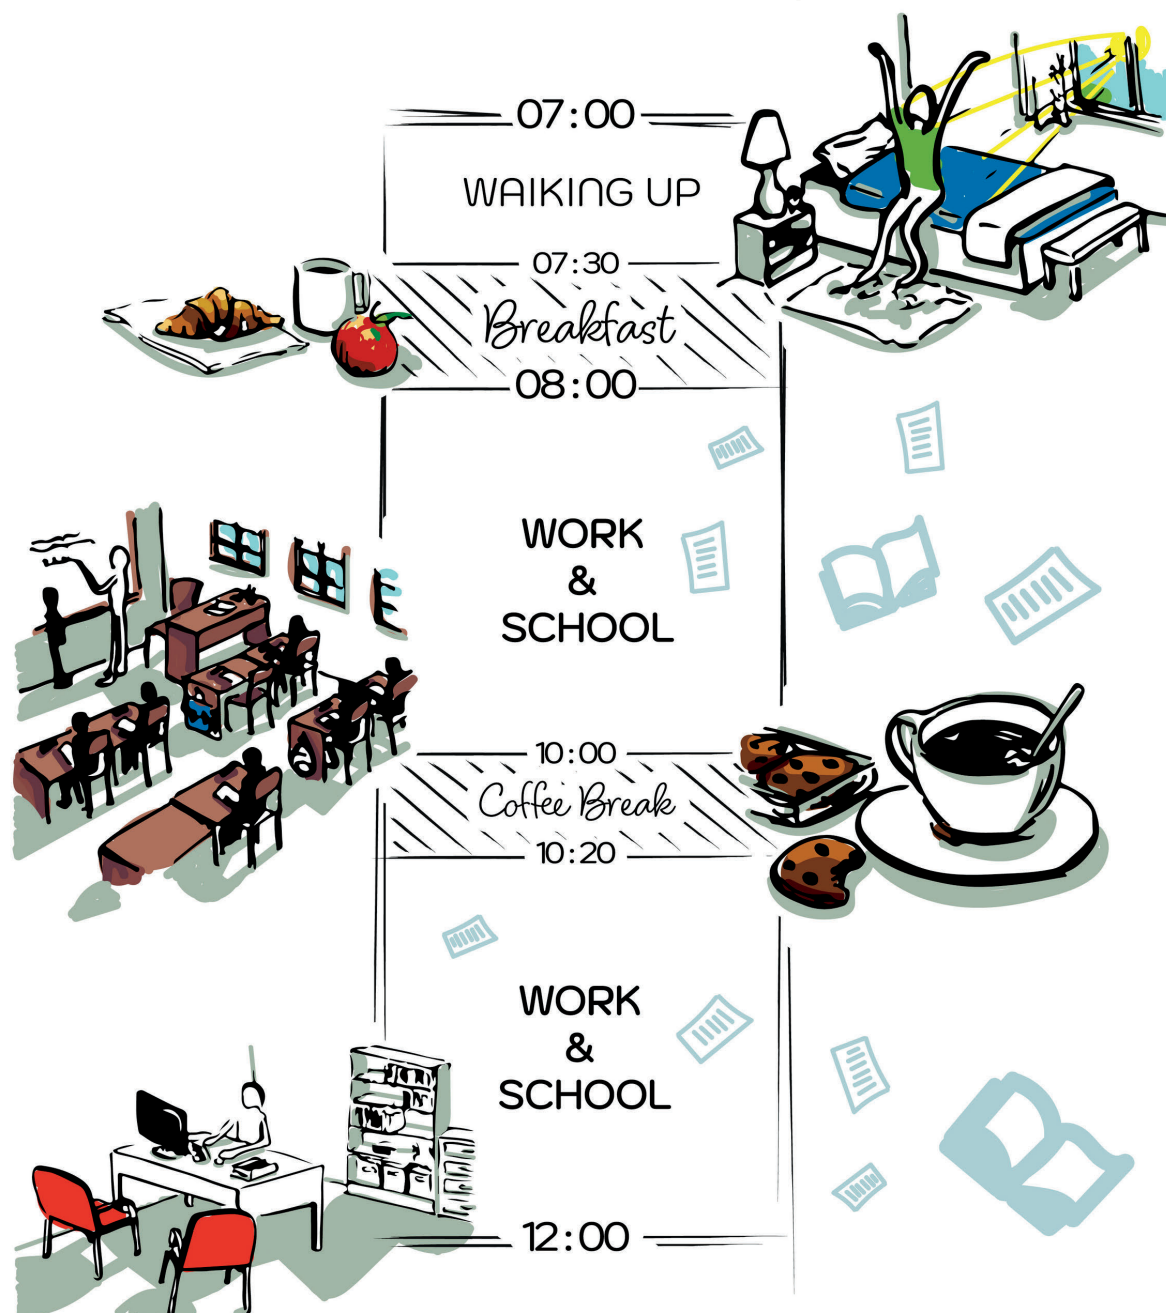 07:00
WAIKING UP
07:30
Breakfast
08:00
WORK
&
SCHOOL
10:00
Coffee Break
10:20
WORK
&
SCHOOL
12:00